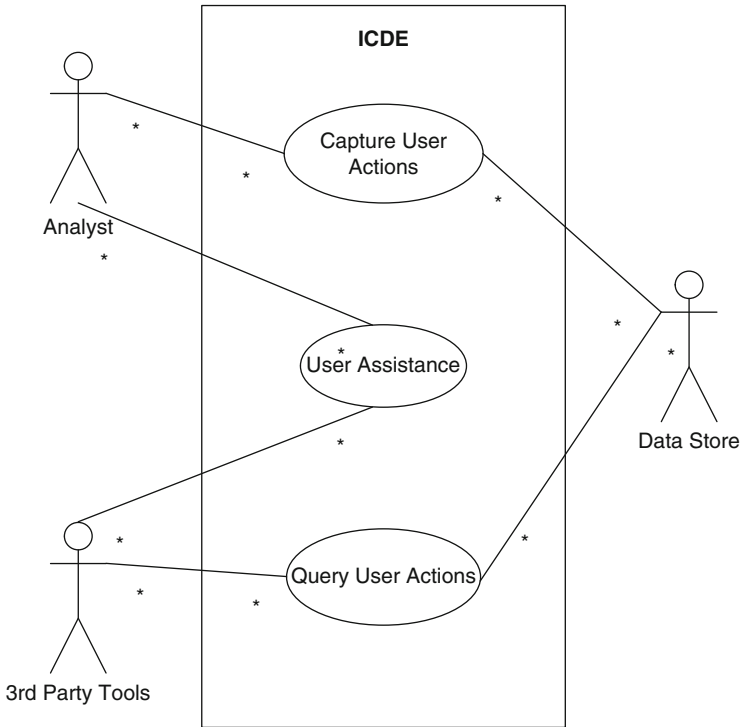 ICDE
*
Capture User
Actions
*
*
Analyst
*
*
*
*
User Assistance
Data Store
*
*
*
Query User Actions
*
*
3rd Party Tools